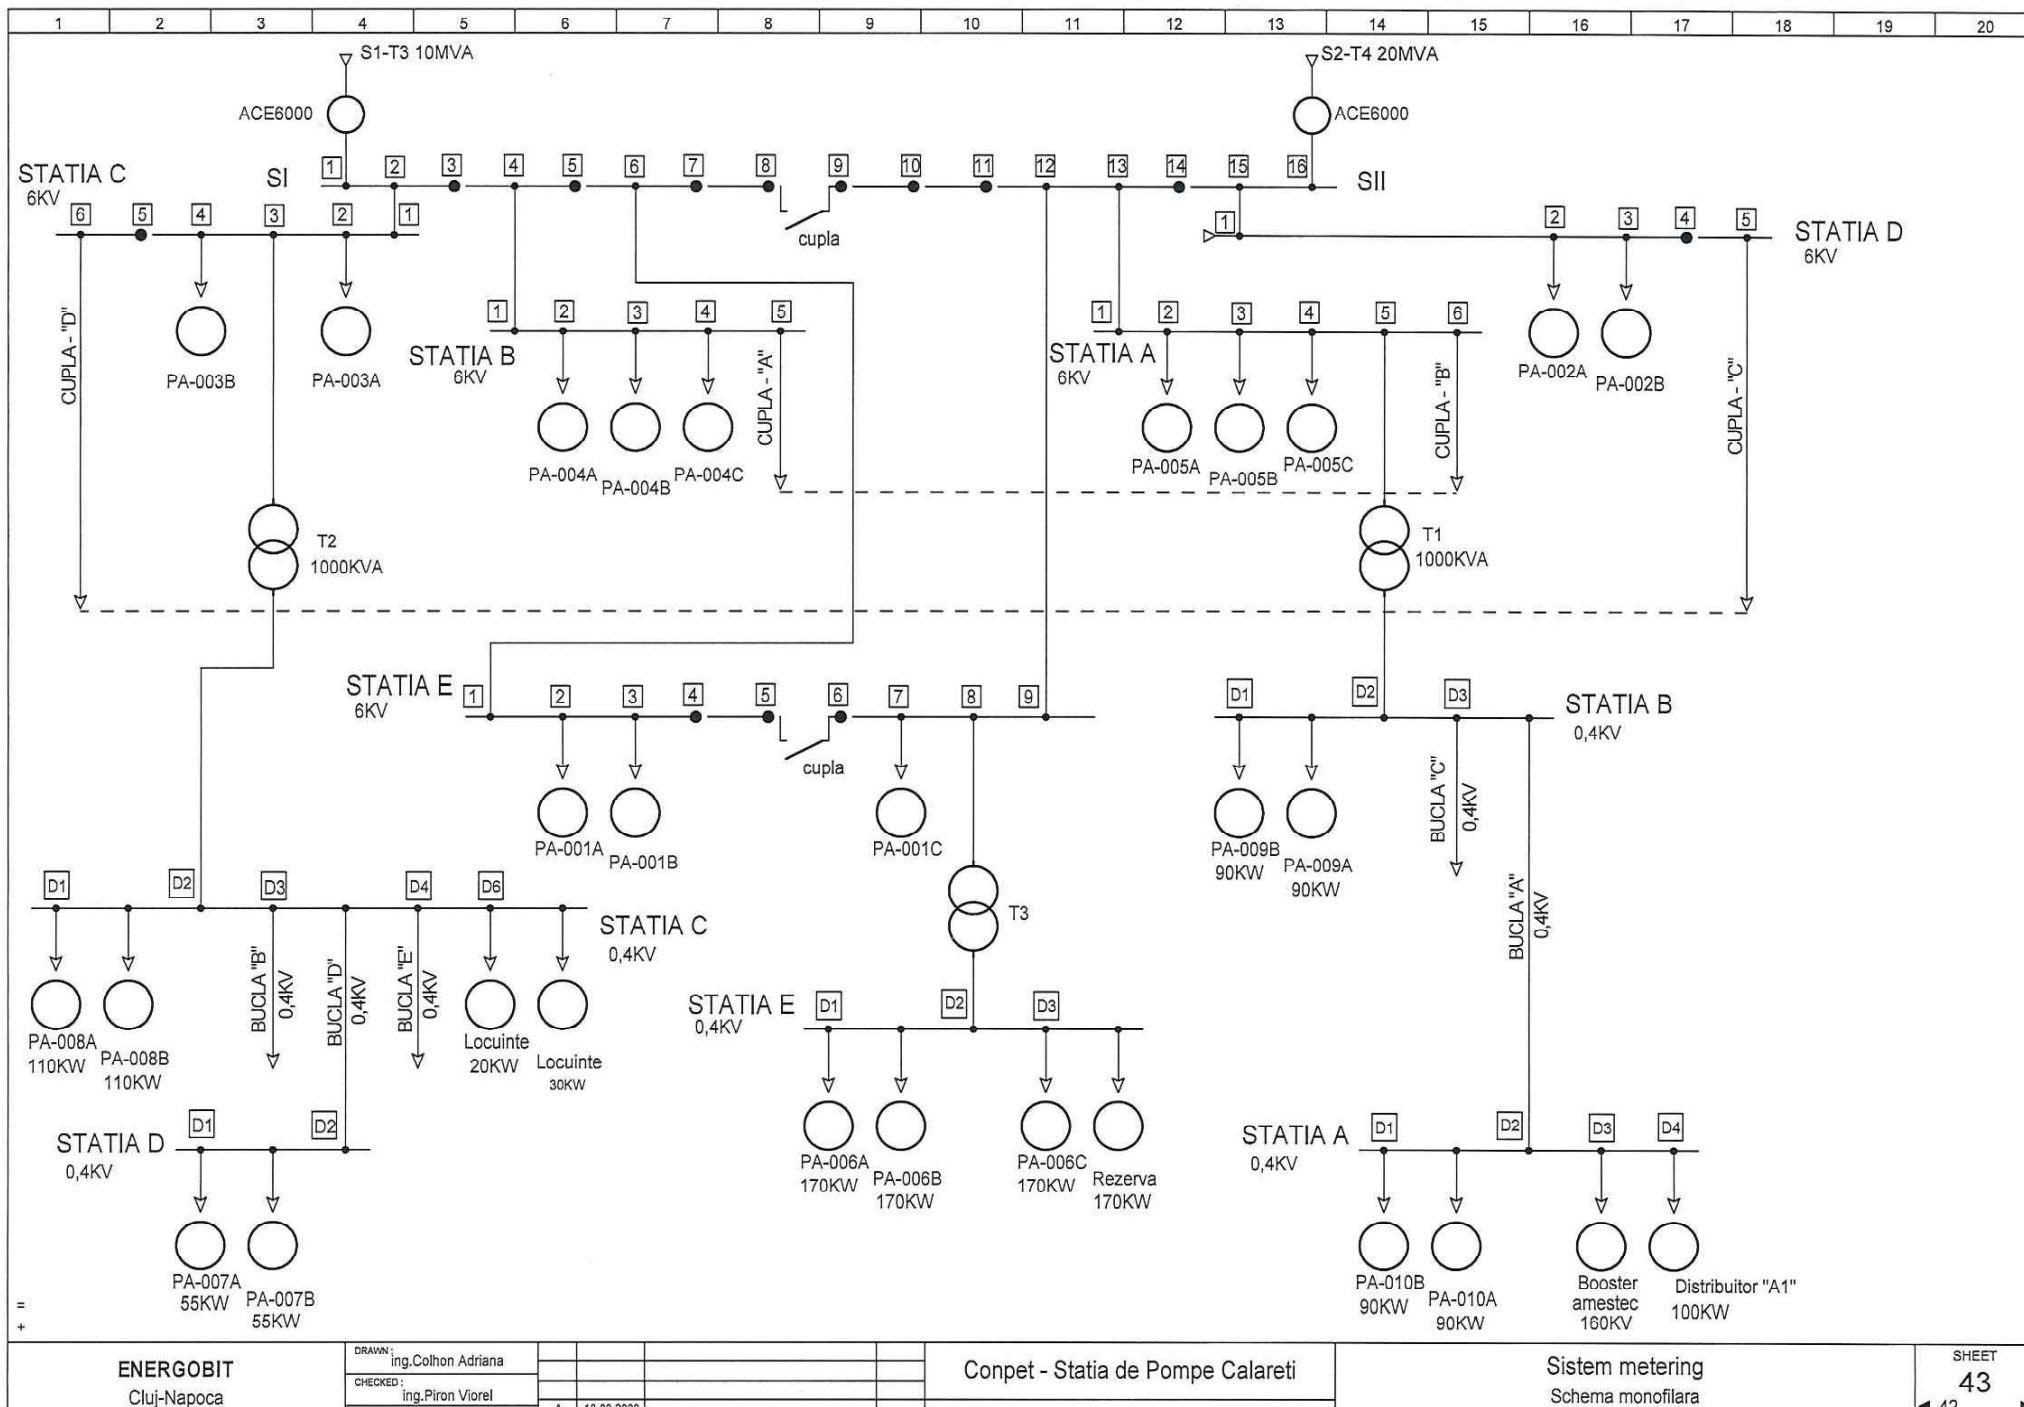 1 2 3 4 5 6 7 8 9 10 11 12 13 14 15 16 17 18 19 20
S1-T3 10MVA
S2-T4 20MVA
ACE6000
ACE6000
STATIA C
6KV
SI
1 2 3 4 5 6 7 8 9 10 11 12 13 14 15 16
SII
6 5 4 3 2 1
cupla
1 2 3 4 5
STATIA D
6KV
CUPLA - "D"
PA-003B
PA-003A
1 2 3 4 5
STATIA B
6KV
CUPLA - "A"
PA-004A
PA-004B
PA-004C
1 2 3 4 5 6
STATIA A
6KV
CUPLA - "B"
PA-005A
PA-005B
PA-005C
PA-002A
PA-002B
CUPLA - "C"
T2
1000KVA
T1
1000KVA
STATIA E
6KV
1 2 3 4 5 6 7 8 9
cupla
PA-001A
PA-001B
PA-001C
D1 D2 D3
STATIA B
0,4KV
PA-009B
90KW
PA-009A
90KW
BUCLA "C"
0,4KV
BUCLA "A"
0,4KV
D1 D2 D3 D4 D6
STATIA C
0,4KV
PA-008A
110KW
PA-008B
110KW
BUCLA "B"
0,4KV
BUCLA "D"
0,4KV
BUCLA "E"
0,4KV
Locuinte
20KW
Locuinte
30KW
T3
STATIA E
0,4KV
D1 D2 D3
PA-006A
170KW
PA-006B
170KW
PA-006C
170KW
Rezerva
170KW
STATIA D
0,4KV
D1 D2
PA-007A
55KW
PA-007B
55KW
STATIA A
0,4KV
D1 D2 D3 D4
PA-010B
90KW
PA-010A
90KW
Booster
amestec
160KV
Distribuitor "A1"
100KW
=
+
ENERGOBIT
Cluj-Napoca
DRAWN :
ing.Colhon Adriana
CHECKED :
ing.Piron Viorel
Conpet - Statia de Pompe Calareti
Sistem metering
Schema monofilara
SHEET
43
42